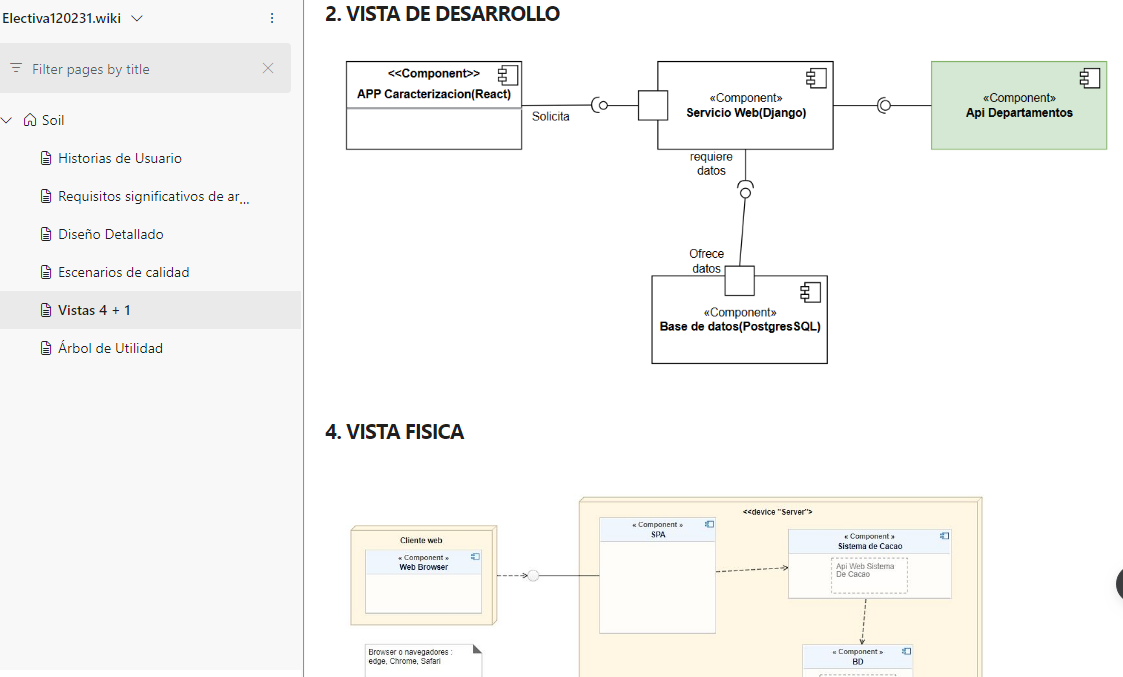 Electiva120231.wiki
Filter pages by title
Soil
Historias de Usuario
Requisitos significativos de ar...
Diseño Detallado
Escenarios de calidad
Vistas 4 + 1
Árbol de Utilidad
2. VISTA DE DESARROLLO
<<Component>>
APP Caracterizacion(React)
Solicita
«Component»
Servicio Web(Django)
«Component»
Api Departamentos
requiere
datos
Ofrece
datos
«Component»
Base de datos(PostgresSQL)
4. VISTA FISICA
Cliente web
« Component »
Web Browser
Browser o navegadores :
edge, Chrome, Safari
<<device "Server">>
« Component »
SPA
« Component »
Sistema de Cacao
Api Web Sistema
De Cacao
« Component »
BD